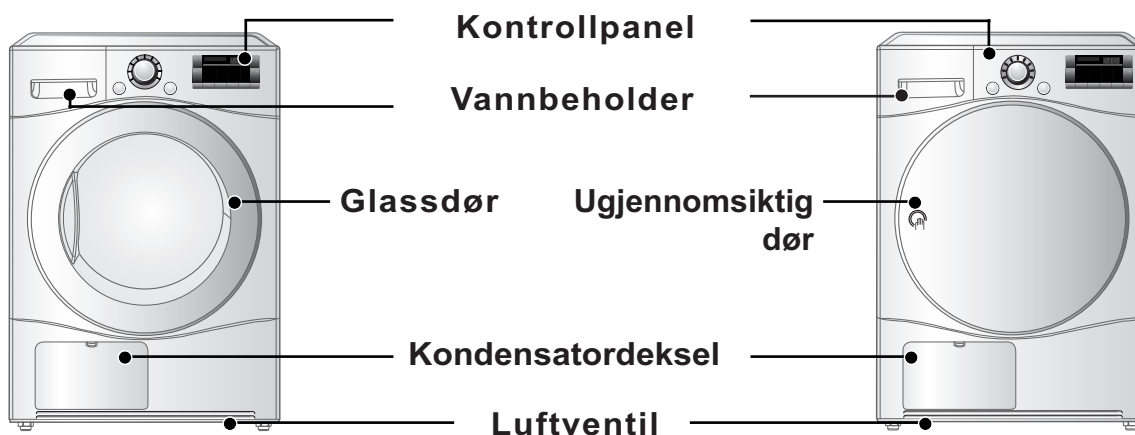 Kontrollpanel
Vannbeholder
Glassdør
Ugjennomsiktig
dør
Kondensatordeksel
Luftventil